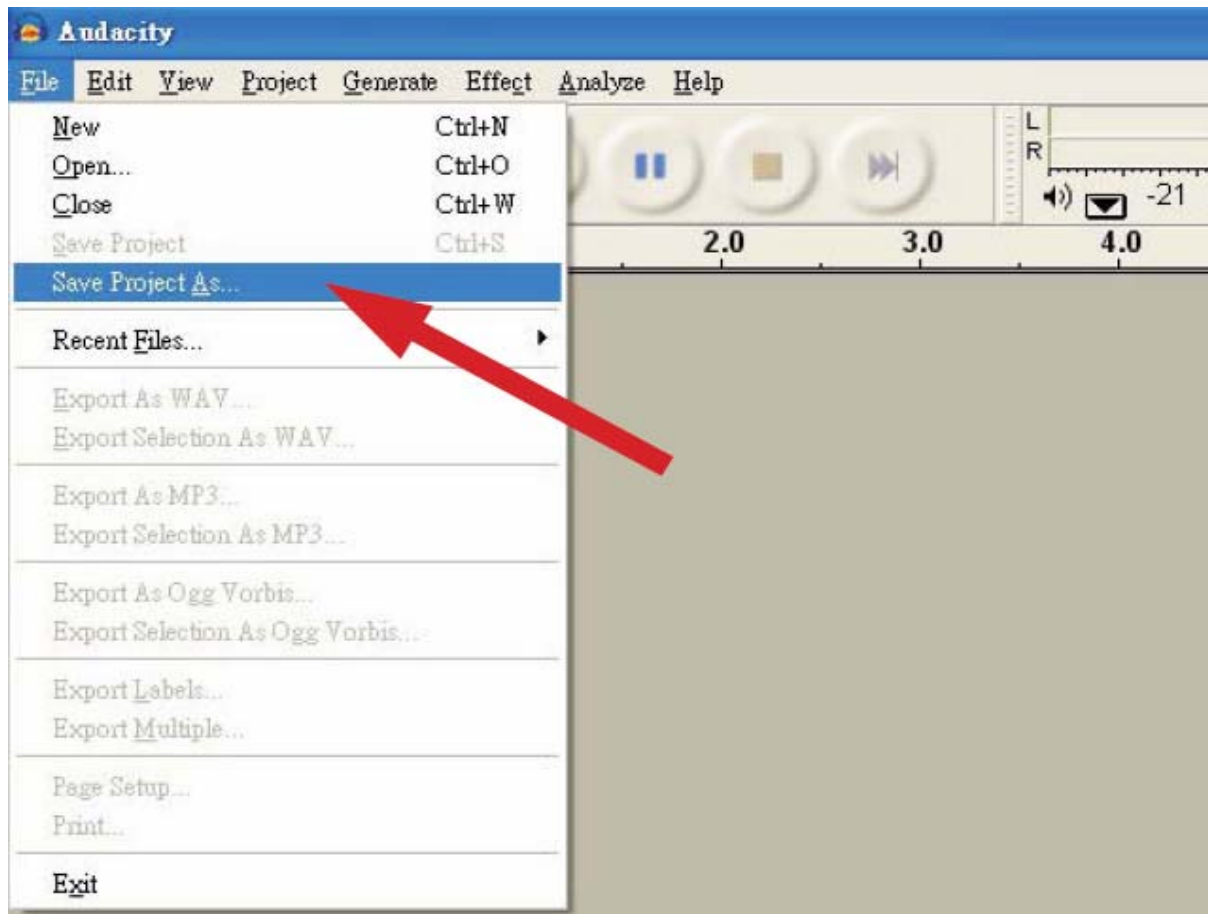 Audacity
File Edit View Project Generate Effect Analyze Help
New Ctrl+N
Open... Ctrl+O
Close Ctrl+W
Save Project Ctrl+S
Save Project As...
Recent Files...
Export As WAV...
Export Selection As WAV...
Export As MP3...
Export Selection As MP3...
Export As Ogg Vorbis...
Export Selection As Ogg Vorbis...
Export Labels...
Export Multiple...
Page Setup...
Print...
Exit
L
R
-21
2.0 3.0 4.0